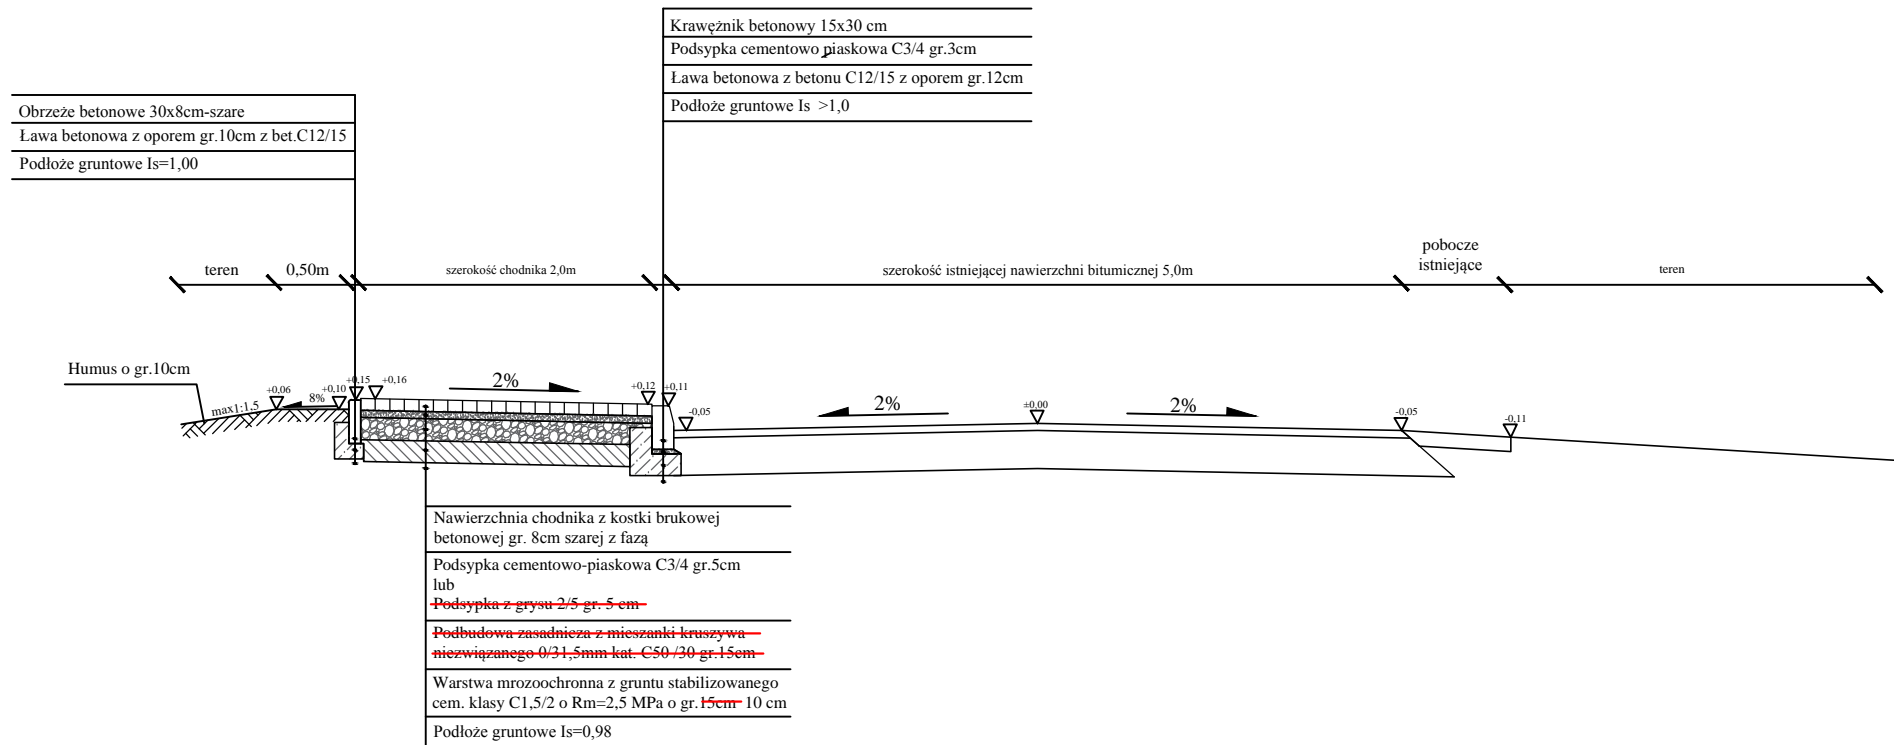 Krawężnik betonowy 15x30 cm
Podsypka cementowo piaskowa C3/4 gr.3cm
Ława betonowa z betonu C12/15 z oporem gr.12cm
Podłoże gruntowe Is >1,0
Obrzeże betonowe 30x8cm-szare
Ława betonowa z oporem gr.10cm z bet.C12/15
Podłoże gruntowe Is=1,00
teren
0,50m
szerokość chodnika 2,0m
szerokość istniejącej nawierzchni bitumicznej 5,0m
pobocze
istniejące
teren
Humus o gr.10cm
max1:1,5
+0,06
8%
+0,10
+0,15
+0,16
2%
+0,12
+0,11
-0,05
2%
±0,00
2%
-0,05
-0,11
Nawierzchnia chodnika z kostki brukowej
betonowej gr. 8cm szarej z fazą
Podsypka cementowo-piaskowa C3/4 gr.5cm
lub
Podsypka z grysu 2/5 gr. 5 cm
Podbudowa zasadnicza z mieszanki kruszywa
niezwiązanego 0/31,5mm kat. C50 /30 gr.15cm
Warstwa mrozoochronna z gruntu stabilizowanego
cem. klasy C1,5/2 o Rm=2,5 MPa o gr.15cm 10 cm
Podłoże gruntowe Is=0,98